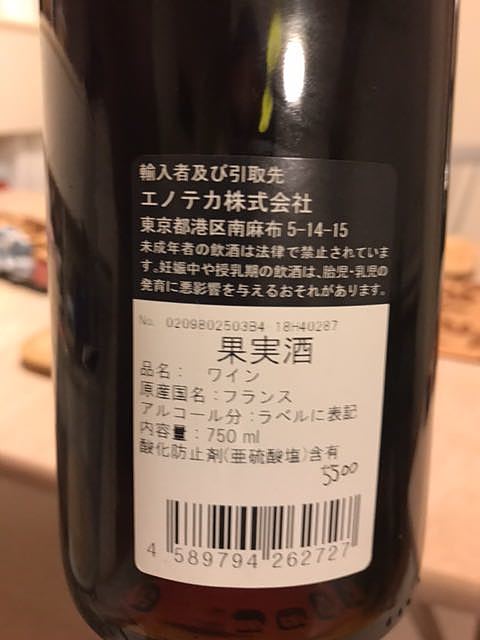 輸入者及び引取先
エノテカ株式会社
東京都港区南麻布 5-14-15
未成年者の飲酒は法律で禁止されていま
す。妊娠中や授乳期の飲酒は、胎児・乳児の
発育に悪影響を与えるおそれがあります。
No. 0209802503B4 18H40287
果実酒
品名： ワイン
原産国名：フランス
アルコール分：ラベルに表記
内容量：750 ml
酸化防止剤(亜硫酸塩)含有
5500
4 589794 262727